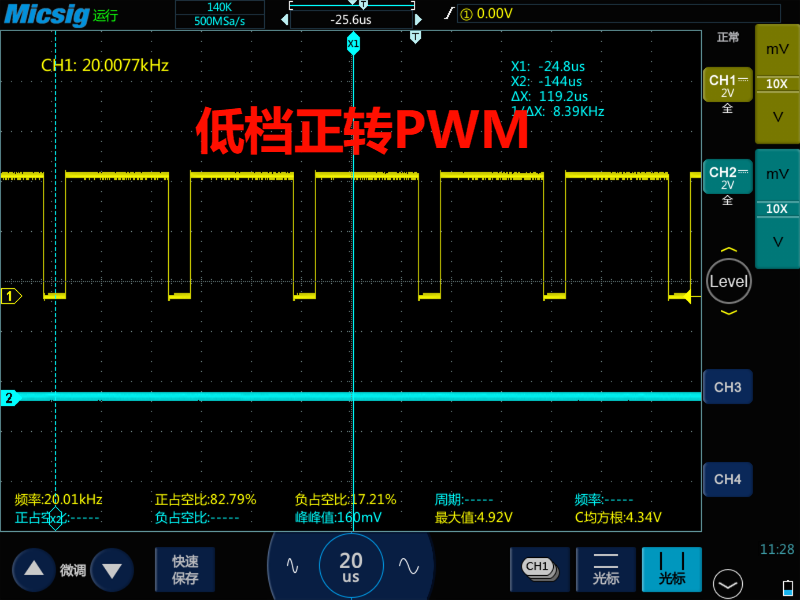 Micsig 运行
140K
500MSa/s
T
-25.6us
① 0.00V
X1
T
正常
mV
CH1: 20.0077kHz
X1: -24.8us
X2: -144us
ΔX: 119.2us
1/ΔX: 8.39KHz
CH1
2V
全
10X
V
低档正转PWM
CH2
2V
全
mV
10X
V
1
Level
2
CH3
CH4
频率:20.01kHz 正占空比:82.79% 负占空比:17.21% 周期:----- 频率:-----
正占空比:----- 负占空比:----- 峰峰值:160mV 最大值:4.92V C均方根:4.34V
X2
微调
快速
保存
20
us
CH1
光标
光标
11:28